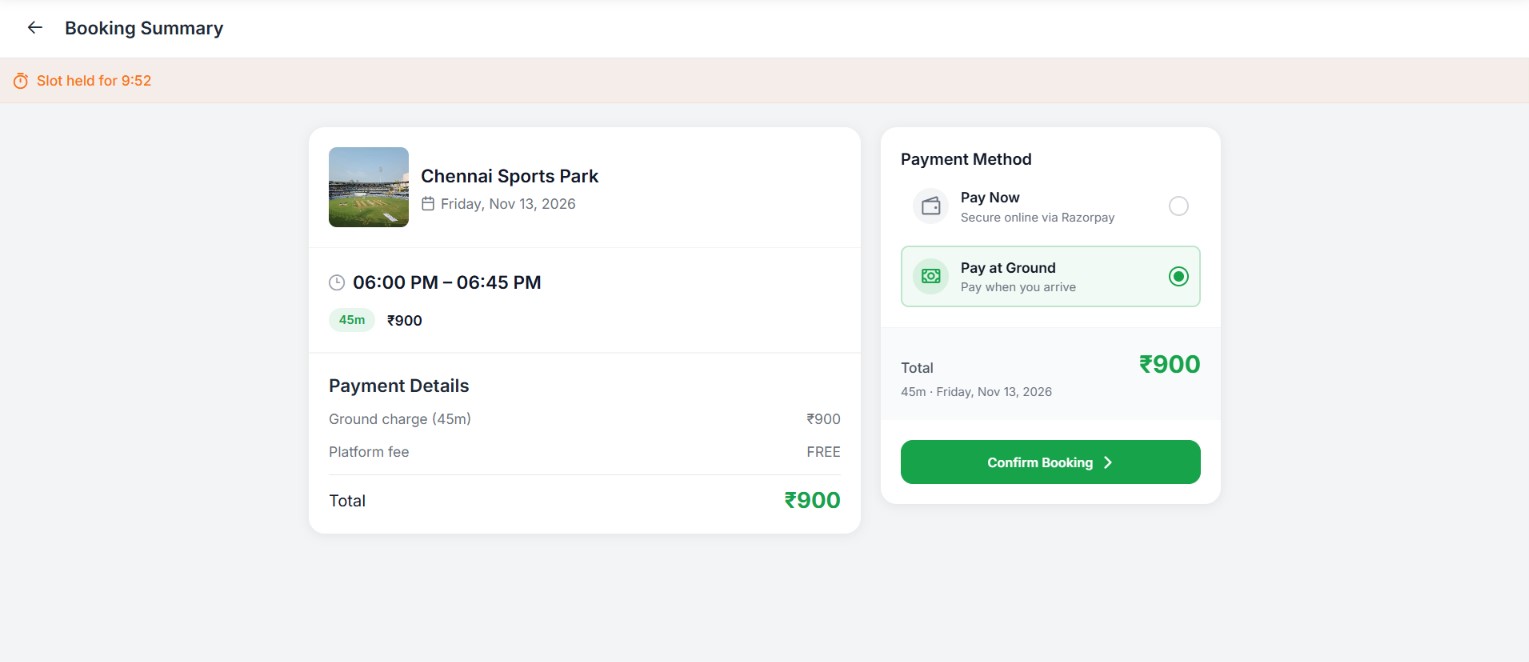 Booking Summary
Slot held for 9:52
Chennai Sports Park
Friday, Nov 13, 2026
06:00 PM – 06:45 PM
45m ₹900
Payment Details
Ground charge (45m) ₹900
Platform fee FREE
Total ₹900
Payment Method
Pay Now
Secure online via Razorpay
Pay at Ground
Pay when you arrive
Total ₹900
45m · Friday, Nov 13, 2026
Confirm Booking